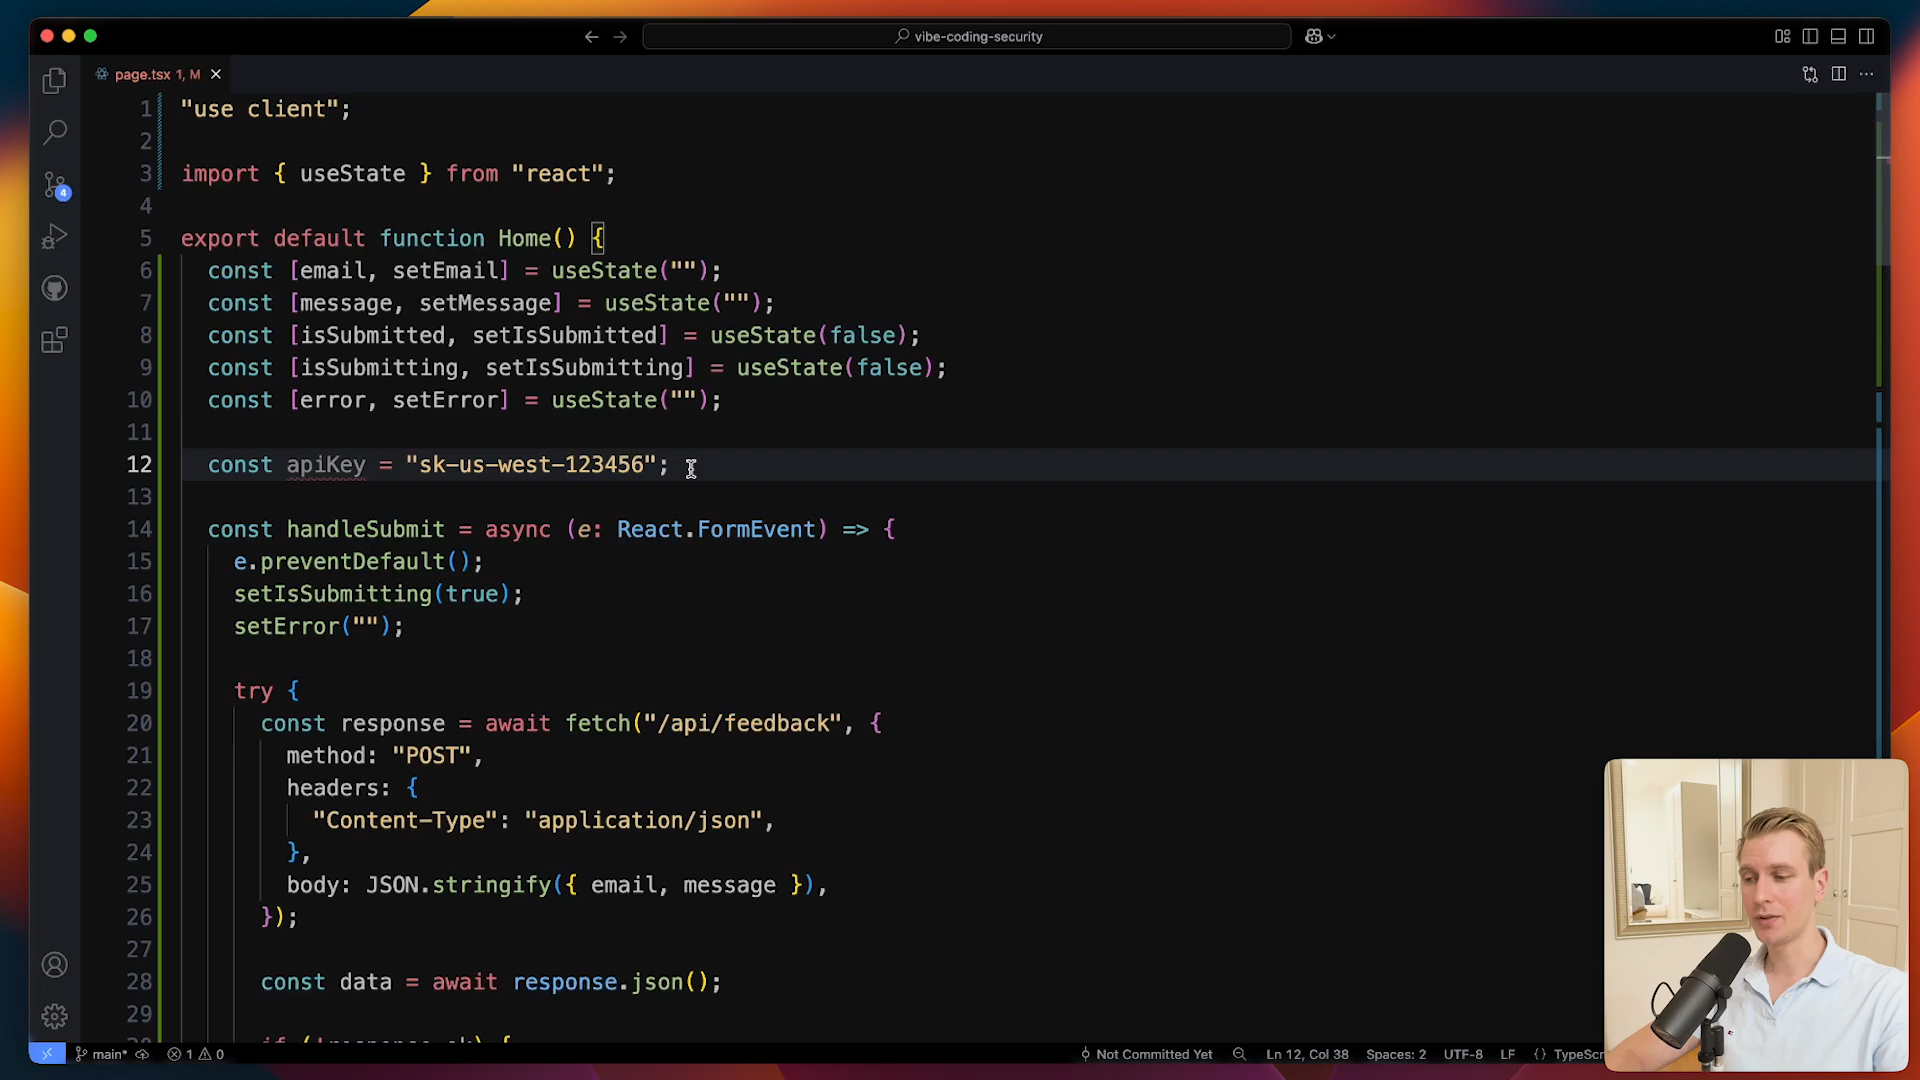 vibe-coding-security
page.tsx 1, M
1 "use client";
2
3 import { useState } from "react";
4
5 export default function Home() {
6 const [email, setEmail] = useState("");
7 const [message, setMessage] = useState("");
8 const [isSubmitted, setIsSubmitted] = useState(false);
9 const [isSubmitting, setIsSubmitting] = useState(false);
10 const [error, setError] = useState("");
11
12 const apiKey = "sk-us-west-123456";
13
14 const handleSubmit = async (e: React.FormEvent) => {
15 e.preventDefault();
16 setIsSubmitting(true);
17 setError("");
18
19 try {
20 const response = await fetch("/api/feedback", {
21 method: "POST",
22 headers: {
23 "Content-Type": "application/json",
24 },
25 body: JSON.stringify({ email, message }),
26 });
27
28 const data = await response.json();
29
4
main* 1 0 Not Committed Yet Ln 12, Col 38 Spaces: 2 UTF-8 LF {} TypeScr